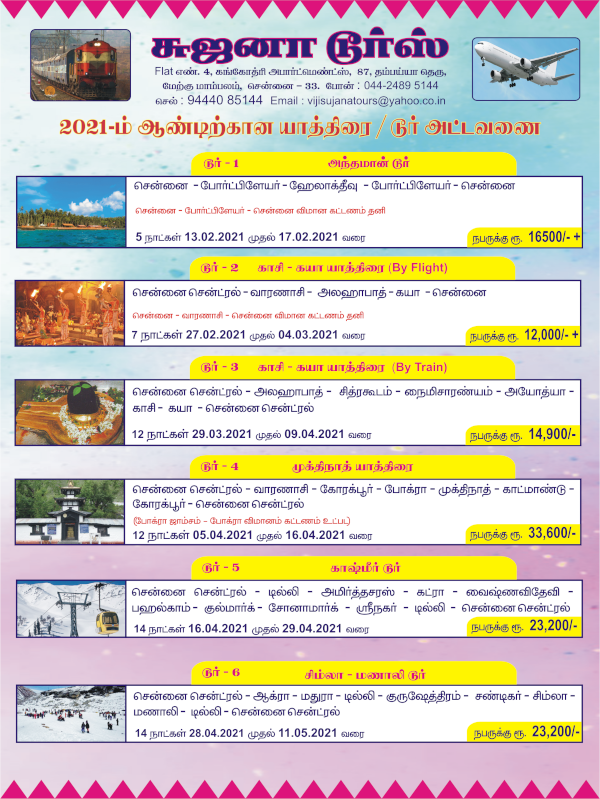 சுஜனா டூர்ஸ்
Flat எண். 4, கங்கோத்ரி அபார்ட்மெண்ட்ஸ், 87, தம்பய்யா தெரு,
மேற்கு மாம்பலம், சென்னை - 33. போன் : 044-2489 5144
செல் : 94440 85144 Email : vijisujanatours@yahoo.co.in
2021-ம் ஆண்டிற்கான யாத்திரை / டூர் அட்டவணை
டூர் - 1 அந்தமான் டூர்
சென்னை - போர்ட்பிளேயர் - ஹேலாக்தீவு - போர்ட்பிளேயர் - சென்னை
சென்னை - போர்ட்பிளேயர் - சென்னை விமான கட்டணம் தனி
5 நாட்கள் 13.02.2021 முதல் 17.02.2021 வரை நபருக்கு ரூ. 16500/- +
டூர் - 2 காசி - கயா யாத்திரை (By Flight)
சென்னை சென்ட்ரல் - வாரணாசி - அலஹாபாத் - கயா - சென்னை
சென்னை - வாரணாசி - சென்னை விமான கட்டணம் தனி
7 நாட்கள் 27.02.2021 முதல் 04.03.2021 வரை நபருக்கு ரூ. 12,000/- +
டூர் - 3 காசி - கயா யாத்திரை (By Train)
சென்னை சென்ட்ரல் - அலஹாபாத் - சித்ரகூடம் - நைமிசாரண்யம் - அயோத்யா -
காசி - கயா - சென்னை சென்ட்ரல்
12 நாட்கள் 29.03.2021 முதல் 09.04.2021 வரை நபருக்கு ரூ. 14,900/-
டூர் - 4 முக்திநாத் யாத்திரை
சென்னை சென்ட்ரல் - வாரணாசி - கோரக்பூர் - போக்ரா - முக்திநாத் - காட்மாண்டு -
கோரக்பூர் - சென்னை சென்ட்ரல்
(போக்ரா ஜாம்சம் - போக்ரா விமானம் கட்டணம் உட்பட)
12 நாட்கள் 05.04.2021 முதல் 16.04.2021 வரை நபருக்கு ரூ. 33,600/-
டூர் - 5 காஷ்மீர் டூர்
சென்னை சென்ட்ரல் - டில்லி - அமிர்த்தசரஸ் - கட்ரா - வைஷ்ணவிதேவி -
பஹல்காம் - குல்மார்க் - சோனாமார்க் - ஸ்ரீநகர் - டில்லி - சென்னை சென்ட்ரல்
14 நாட்கள் 16.04.2021 முதல் 29.04.2021 வரை நபருக்கு ரூ. 23,200/-
டூர் - 6 சிம்லா - மணாலி டூர்
சென்னை சென்ட்ரல் - ஆக்ரா - மதுரா - டில்லி - குருஷேத்திரம் - சண்டிகர் - சிம்லா -
மணாலி - டில்லி - சென்னை சென்ட்ரல்
14 நாட்கள் 28.04.2021 முதல் 11.05.2021 வரை நபருக்கு ரூ. 23,200/-